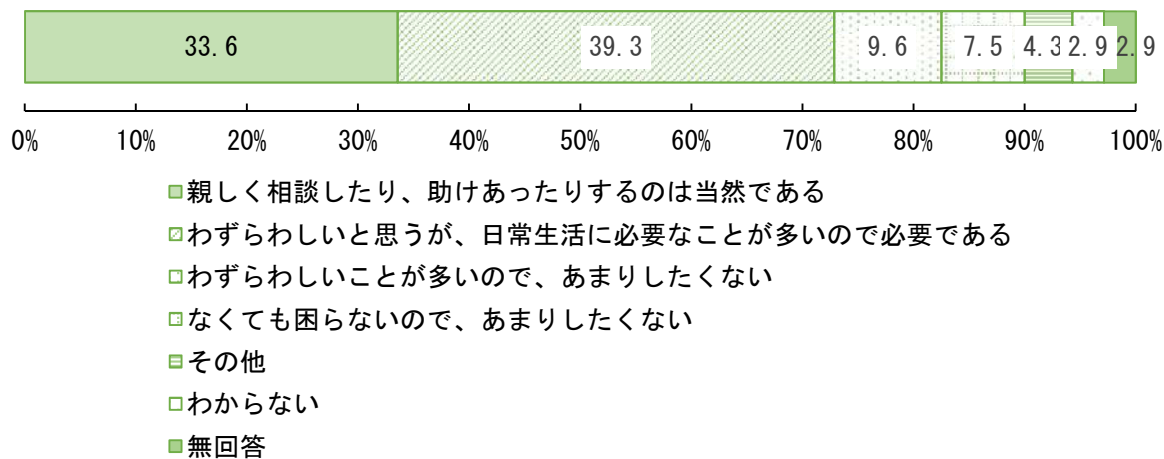 33.6 39.3 9.6 7.5 4.3 2.9 2.9
0% 10% 20% 30% 40% 50% 60% 70% 80% 90% 100%
親しく相談したり、助けあったりするのは当然である
わずらわしいと思うが、日常生活に必要なことが多いので必要である
わずらわしいことが多いので、あまりしたくない
なくても困らないので、あまりしたくない
その他
わからない
無回答